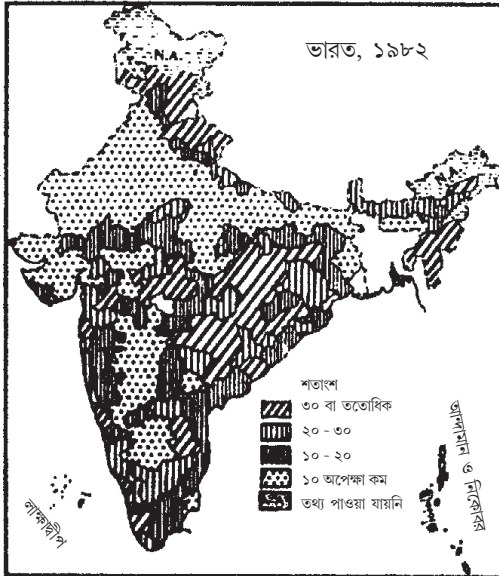 ভারত, ১৯৮২
N.A.
N.A.
শতাংশ
৩০ বা ততোধিক
২০ - ৩০
১০ - ২০
১০ অপেক্ষা কম
তথ্য পাওয়া যায়নি
আন্দামান ও নিকোবর
লাক্ষাদ্বীপ